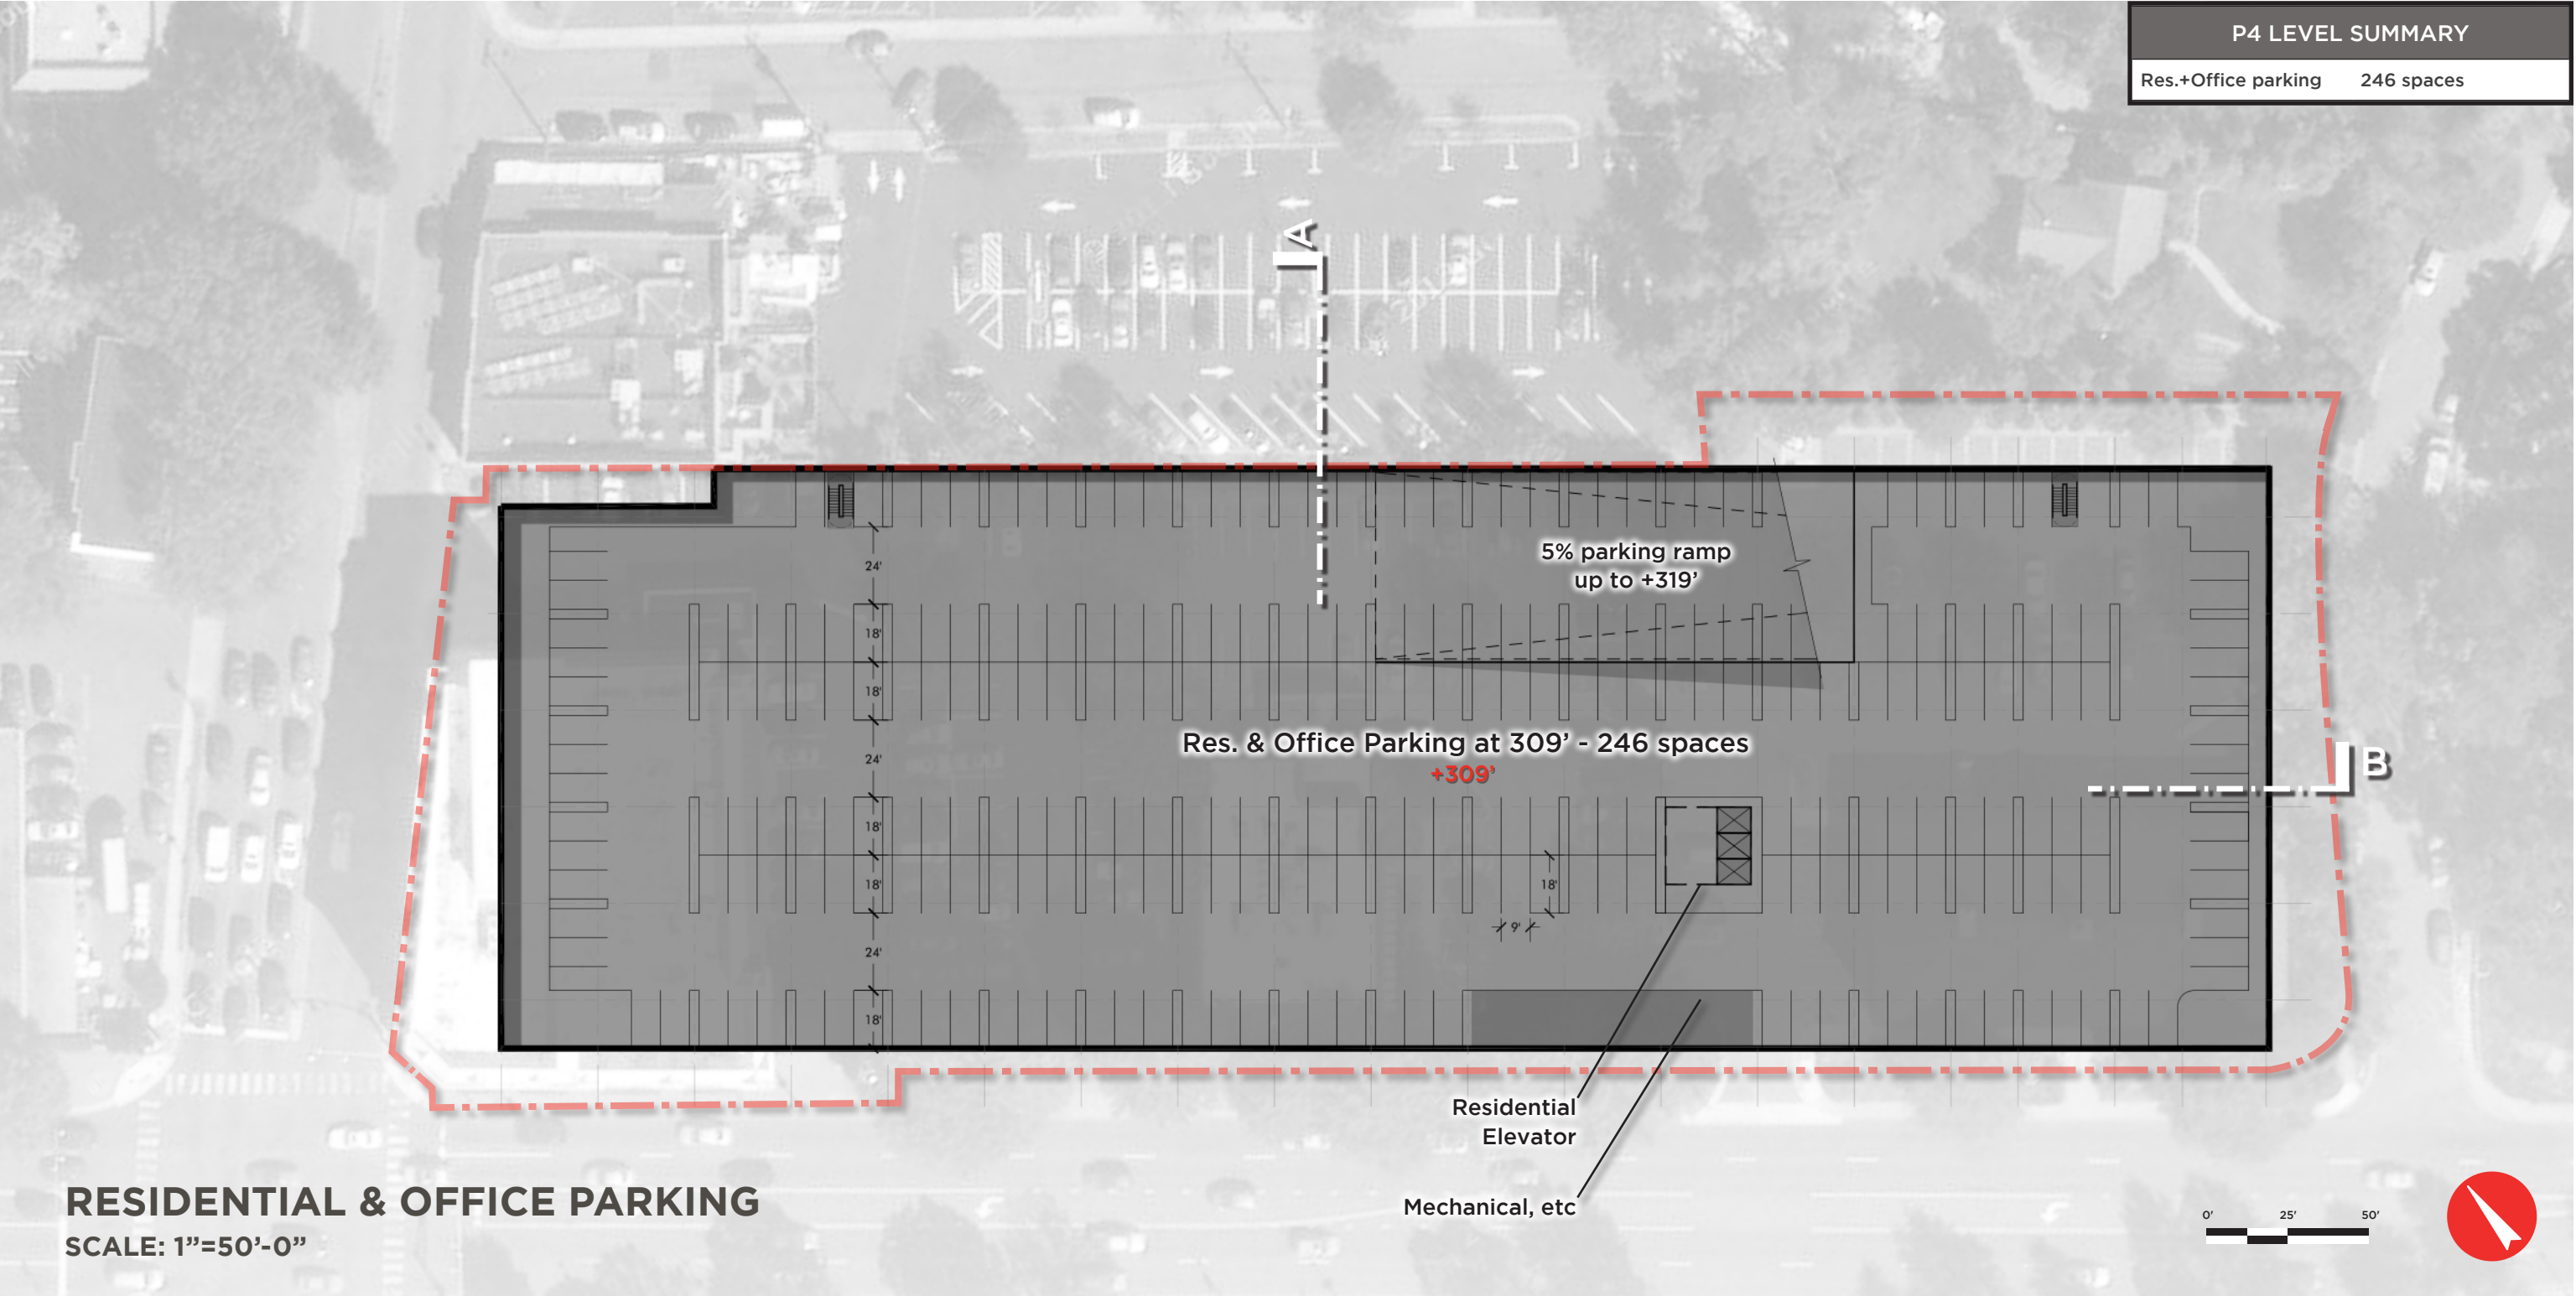 P4 LEVEL SUMMARY
Res.+Office parking 246 spaces
A
5% parking ramp
up to +319’
24'
18'
18'
Res. & Office Parking at 309’ - 246 spaces
+309’
24'
B
18'
18'
18'
9'
24'
18'
Residential
Elevator
Mechanical, etc
RESIDENTIAL & OFFICE PARKING
SCALE: 1”=50’-0”
0' 25' 50'